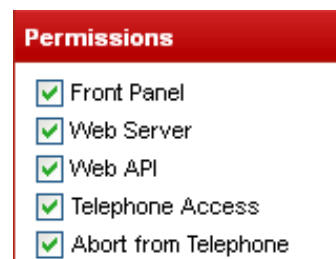 Permissions
Front Panel
Web Server
Web API
Telephone Access
Abort from Telephone